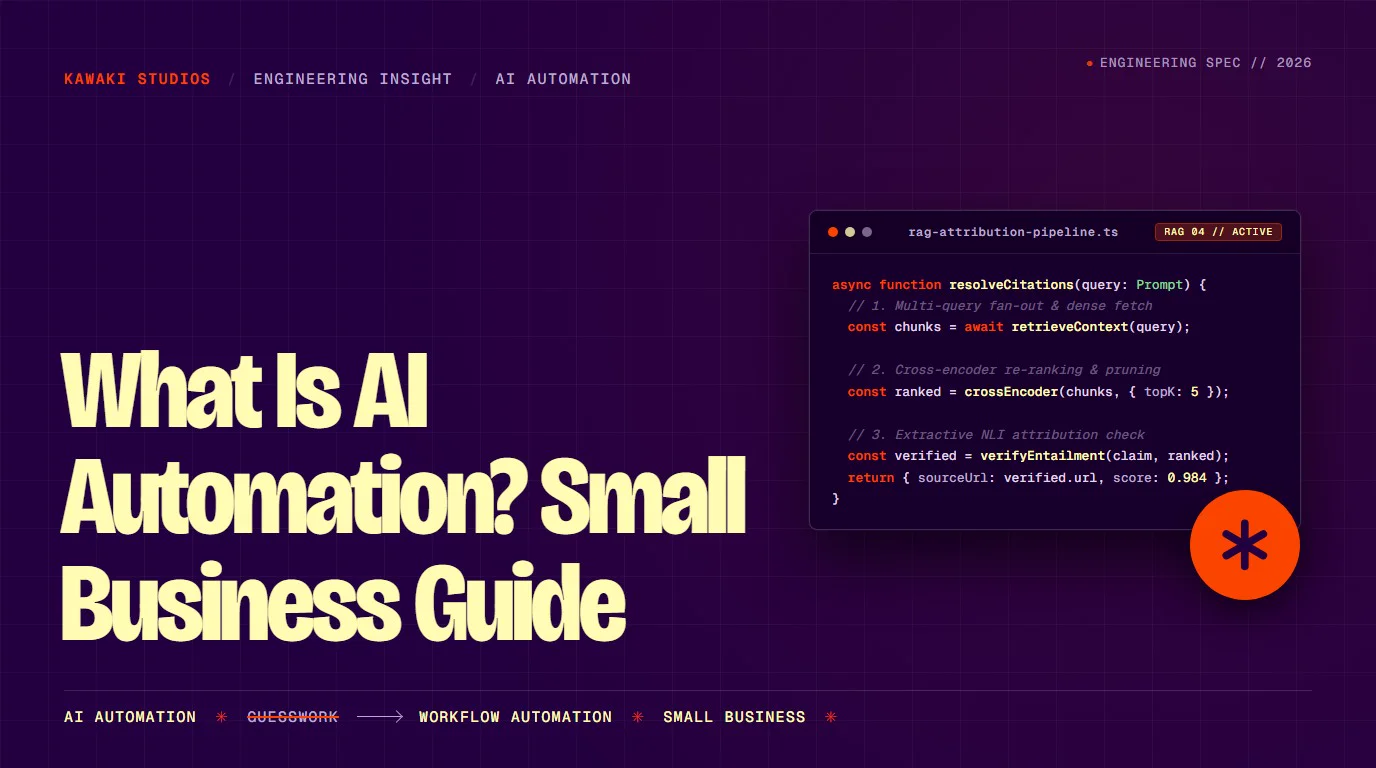 KAWAKI STUDIOS / ENGINEERING INSIGHT / AI AUTOMATION
ENGINEERING SPEC // 2026
What Is AI
Automation? Small
Business Guide
rag-attribution-pipeline.ts
RAG 04 // ACTIVE
async function resolveCitations(query: Prompt) {
// 1. Multi-query fan-out & dense fetch
const chunks = await retrieveContext(query);
// 2. Cross-encoder re-ranking & pruning
const ranked = crossEncoder(chunks, { topK: 5 });
// 3. Extractive NLI attribution check
const verified = verifyEntailment(claim, ranked);
return { sourceUrl: verified.url, score: 0.984 };
}
AI AUTOMATION ✳ GUESSWORK ⟶ WORKFLOW AUTOMATION ✳ SMALL BUSINESS ✳